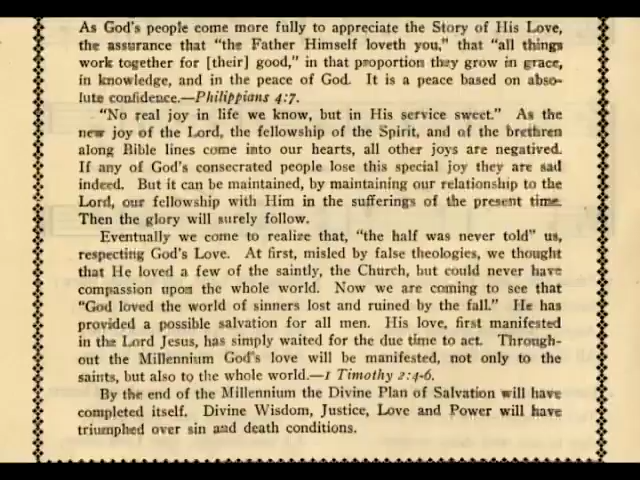 As God's people come more fully to appreciate the Story of His Love,
the assurance that "the Father Himself loveth you," that "all things
work together for [their] good," in that proportion they grow in grace,
in knowledge, and in the peace of God. It is a peace based on abso-
lute confidence.—Philippians 4:7.
"No real joy in life we know, but in His service sweet." As the
new joy of the Lord, the fellowship of the Spirit, and of the brethren
along Bible lines come into our hearts, all other joys are negatived.
If any of God's consecrated people lose this special joy they are sad
indeed. But it can be maintained, by maintaining our relationship to the
Lord, our fellowship with Him in the sufferings of the present time.
Then the glory will surely follow.
Eventually we come to realize that, "the half was never told" us,
respecting God's Love. At first, misled by false theologies, we thought
that He loved a few of the saintly, the Church, but could never have
compassion upon the whole world. Now we are coming to see that
"God loved the world of sinners lost and ruined by the fall." He has
provided a possible salvation for all men. His love, first manifested
in the Lord Jesus, has simply waited for the due time to act. Through-
out the Millennium God's love will be manifested, not only to the
saints, but also to the whole world.—1 Timothy 2:4-6.
By the end of the Millennium the Divine Plan of Salvation will have
completed itself. Divine Wisdom, Justice, Love and Power will have
triumphed over sin and death conditions.